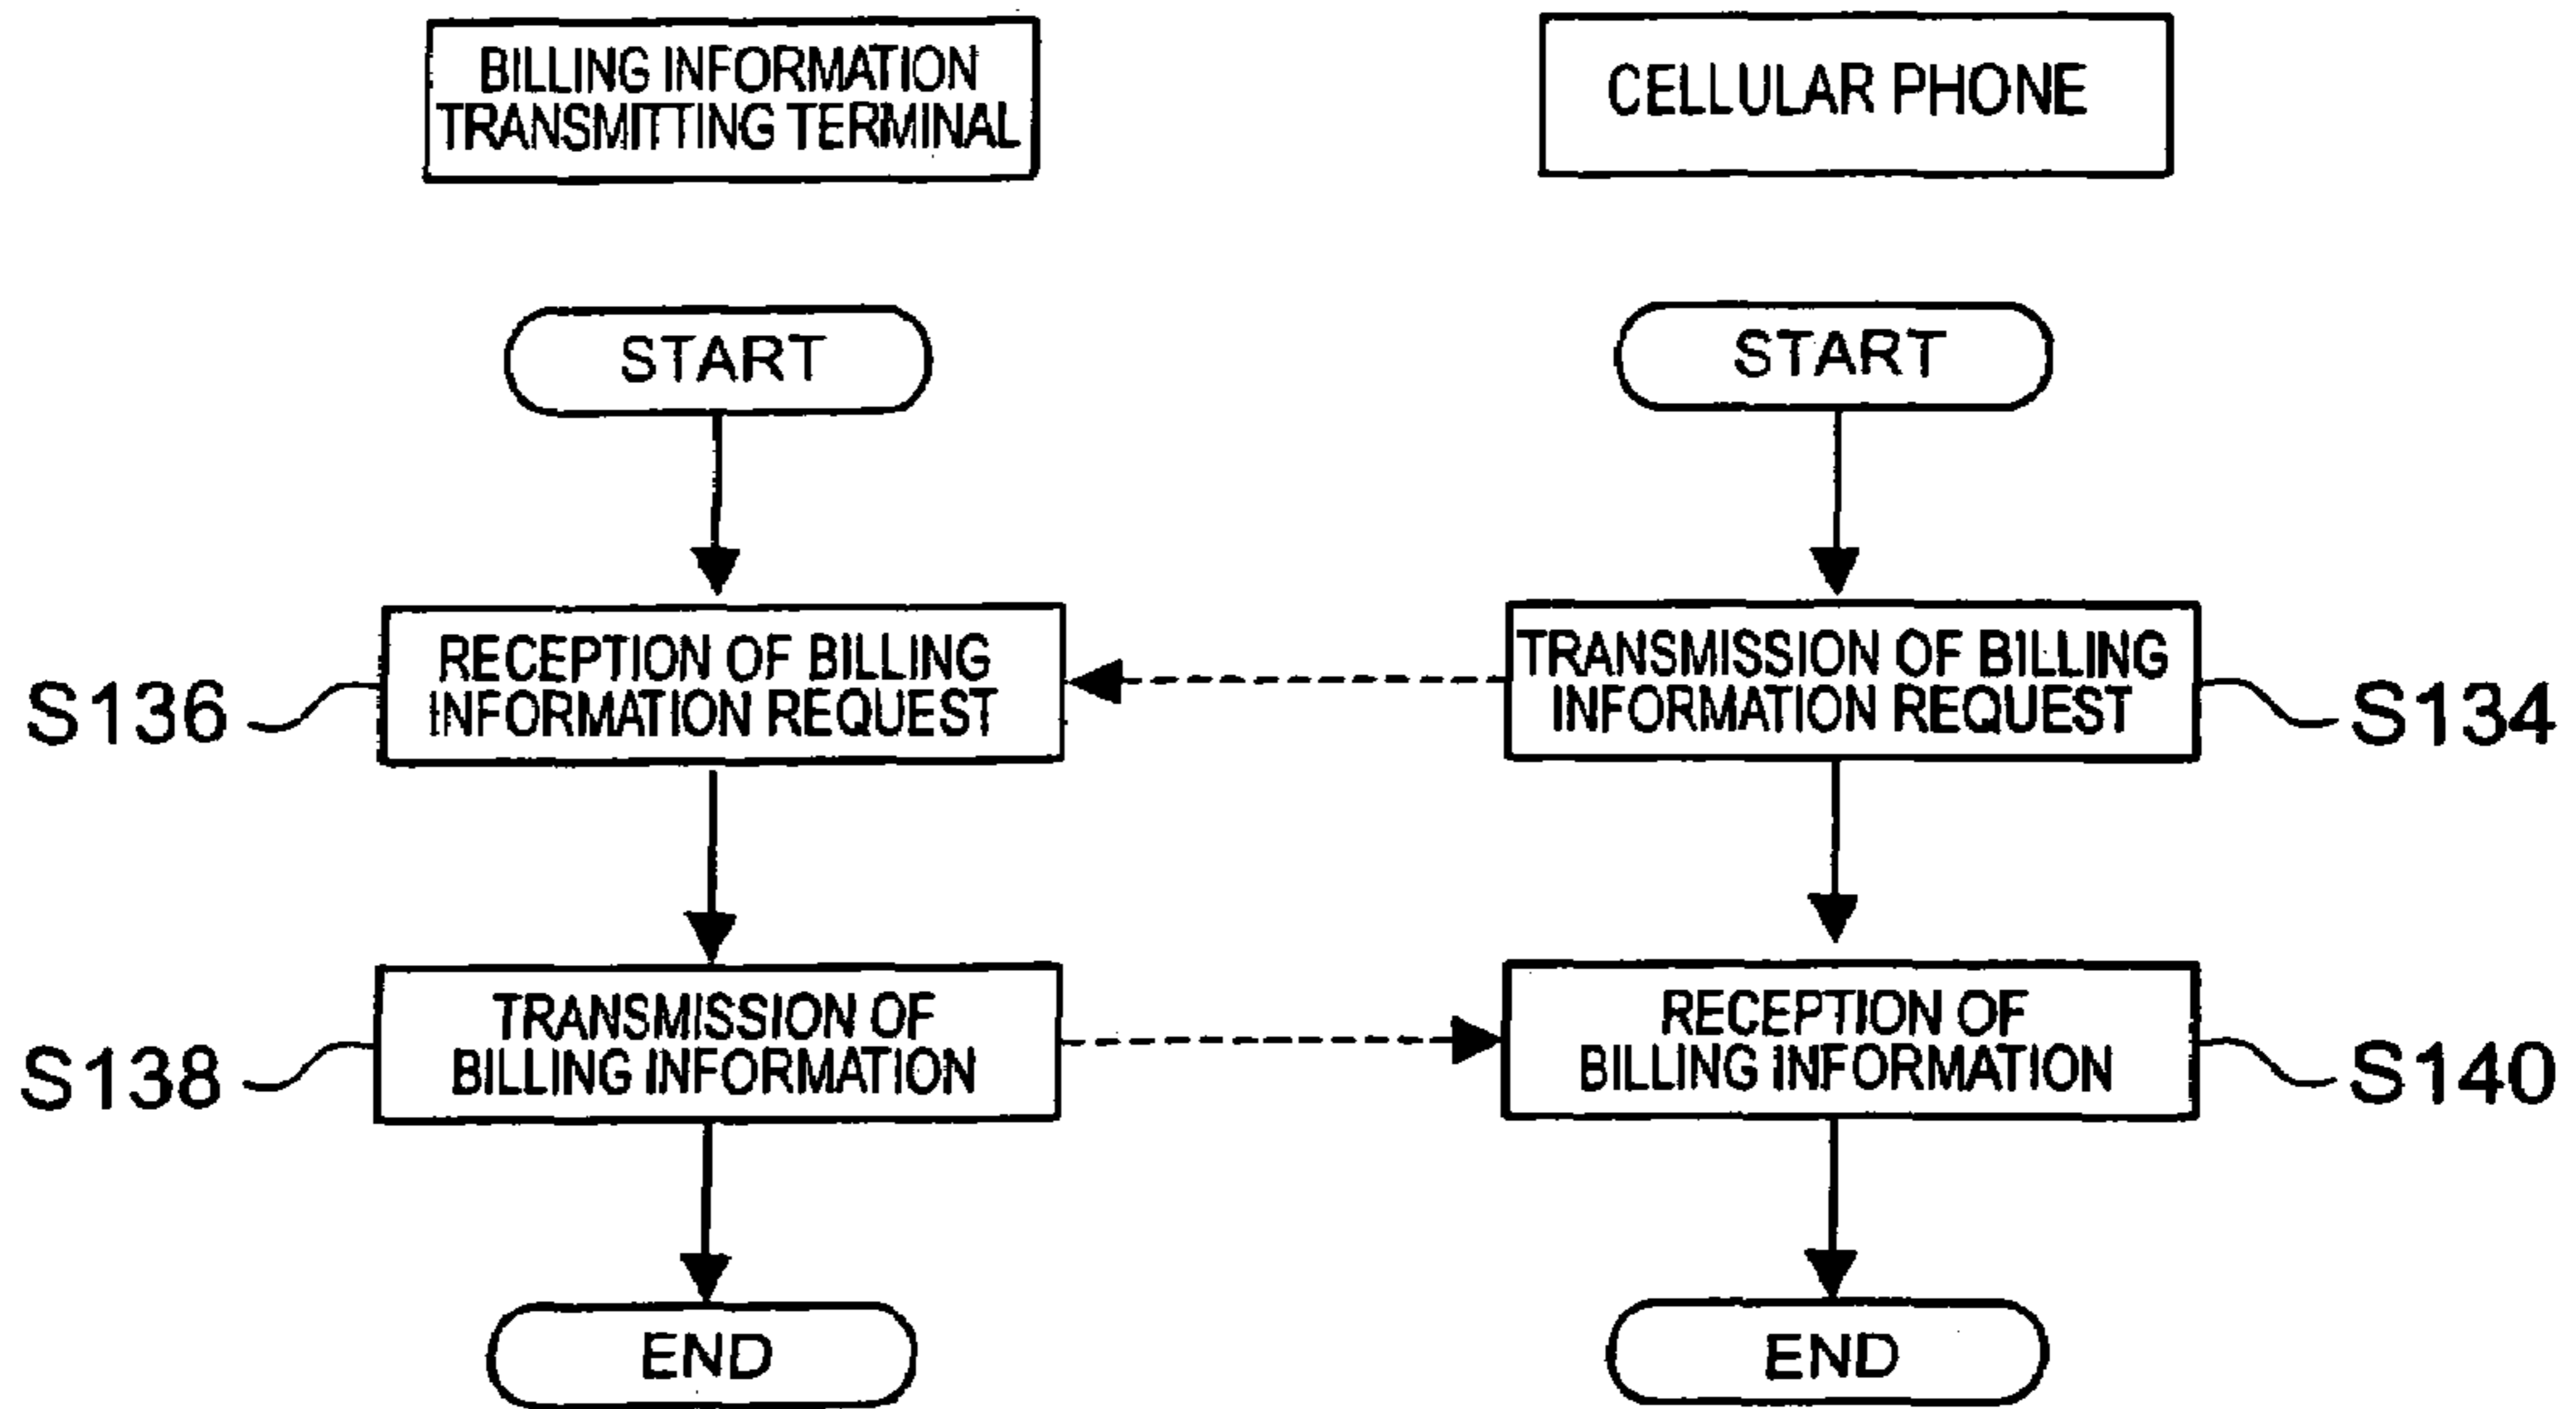 BILLING INFORMATION
TRANSMITTING TERMINAL
CELLULAR PHONE
START
START
S136
RECEPTION OF BILLING
INFORMATION REQUEST
TRANSMISSION OF BILLING
INFORMATION REQUEST
S134
S138
TRANSMISSION OF
BILLING INFORMATION
RECEPTION OF
BILLING INFORMATION
S140
END
END